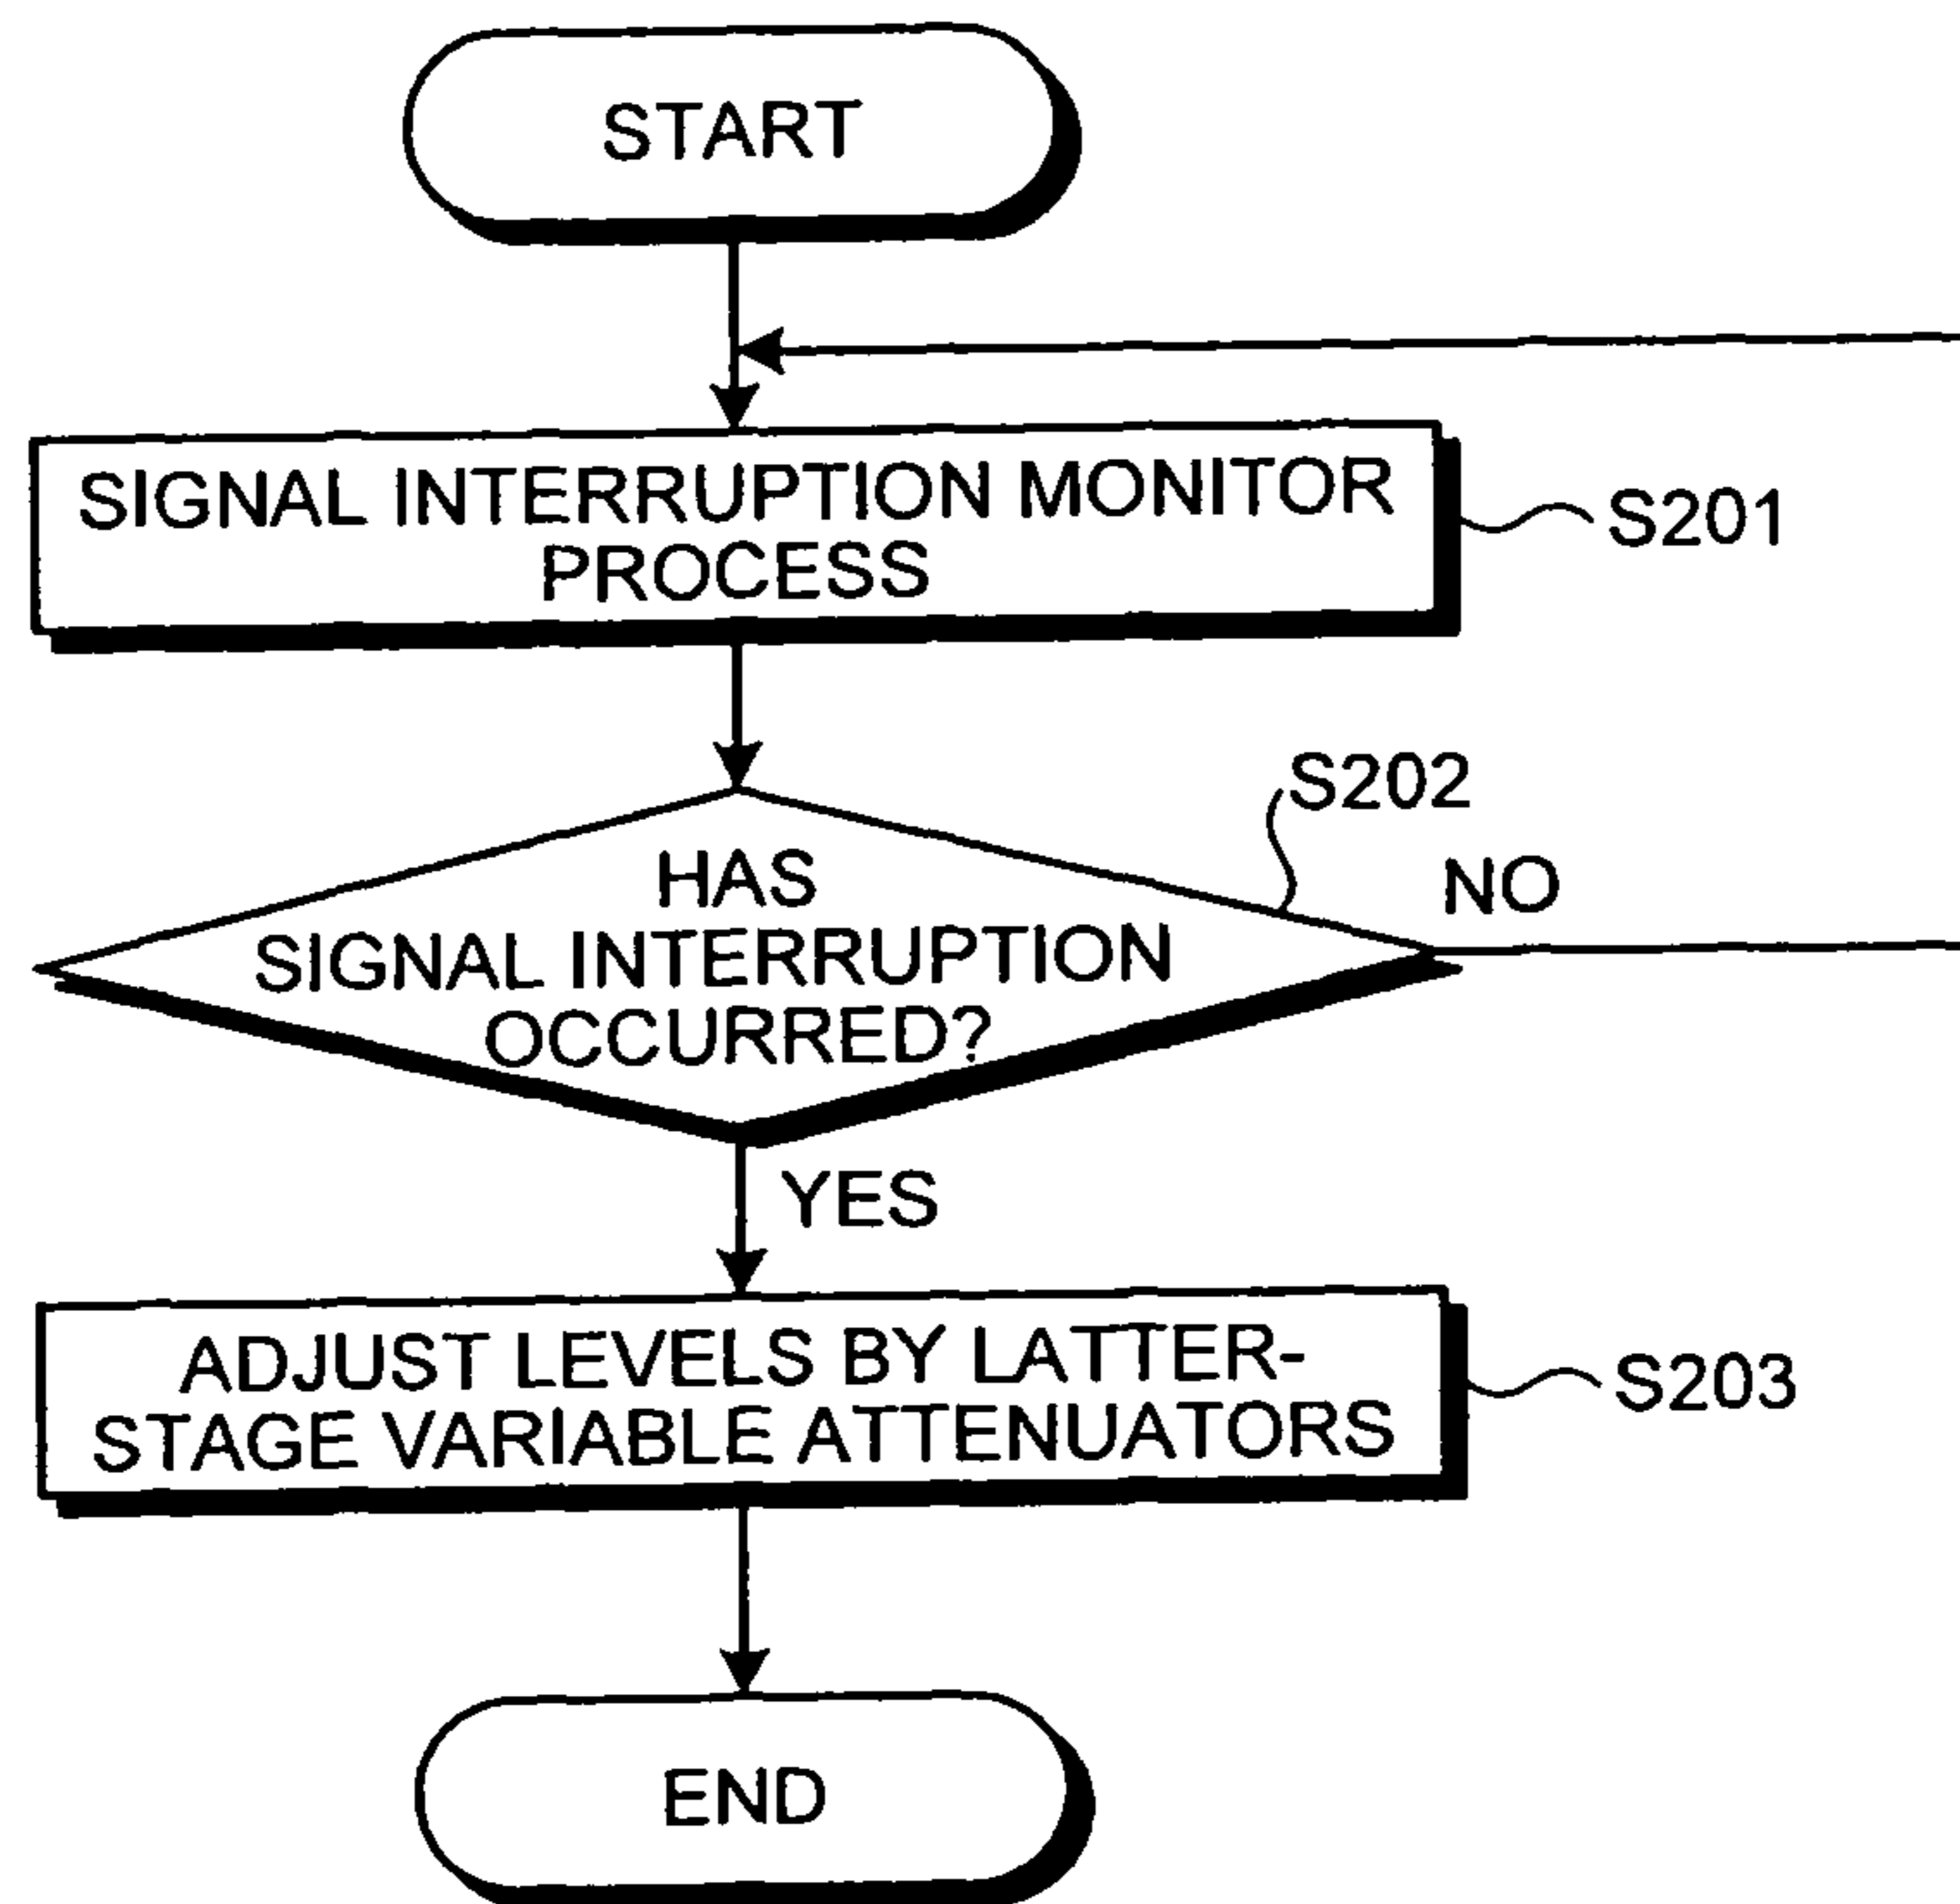 START
SIGNAL INTERRUPTION MONITOR
PROCESS
S201
S202
HAS
SIGNAL INTERRUPTION
OCCURRED?
NO
YES
ADJUST LEVELS BY LATTER-
STAGE VARIABLE ATTENUATORS
S203
END